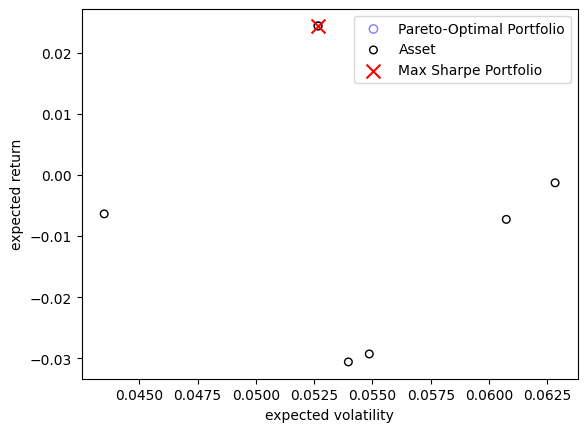 Pareto-Optimal Portfolio
Asset
Max Sharpe Portfolio
expected return
0.02
0.01
0.00
−0.01
−0.02
−0.03
0.0450 0.0475 0.0500 0.0525 0.0550 0.0575 0.0600 0.0625
expected volatility